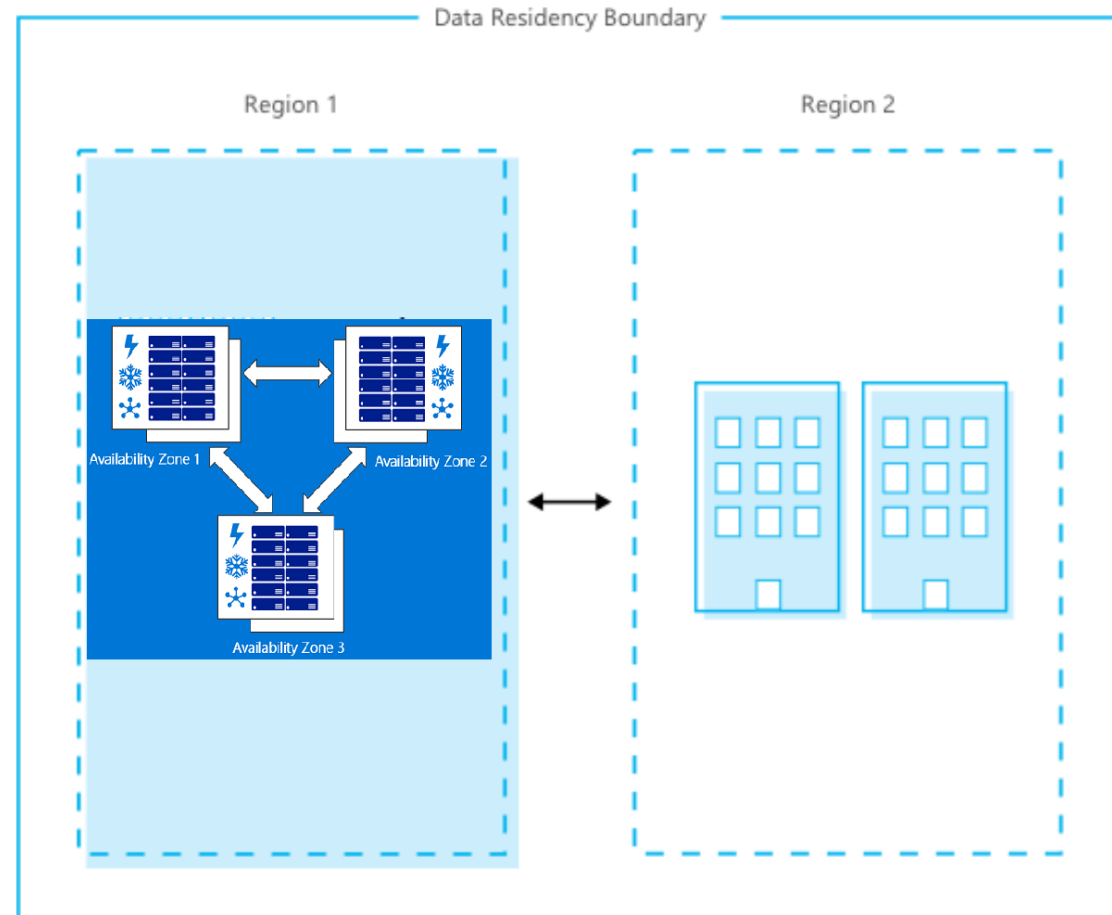 Data Residency Boundary
Region 1
Region 2
Availability Zone 1
Availability Zone 2
Availability Zone 3